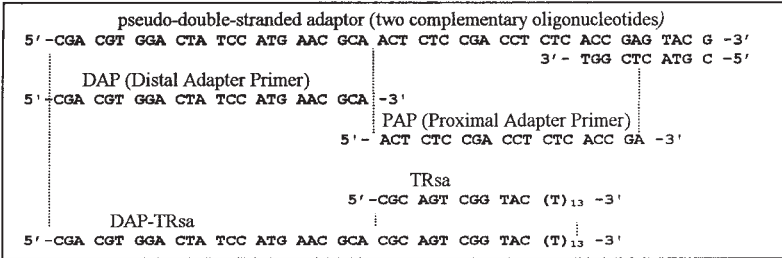 pseudo-double-stranded adaptor (two complementary oligonucleotides)
5'-CGA CGT GGA CTA TCC ATG AAC GCA ACT CTC CGA CCT CTC ACC GAG TAC G -3'
3'- TGG CTC ATG C -5'
DAP (Distal Adapter Primer)
5'-CGA CGT GGA CTA TCC ATG AAC GCA -3'
PAP (Proximal Adapter Primer)
5'- ACT CTC CGA CCT CTC ACC GA -3'
TRsa
5'-CGC AGT CGG TAC (T)13 -3'
DAP-TRsa
5'-CGA CGT GGA CTA TCC ATG AAC GCA CGC AGT CGG TAC (T)13 -3'